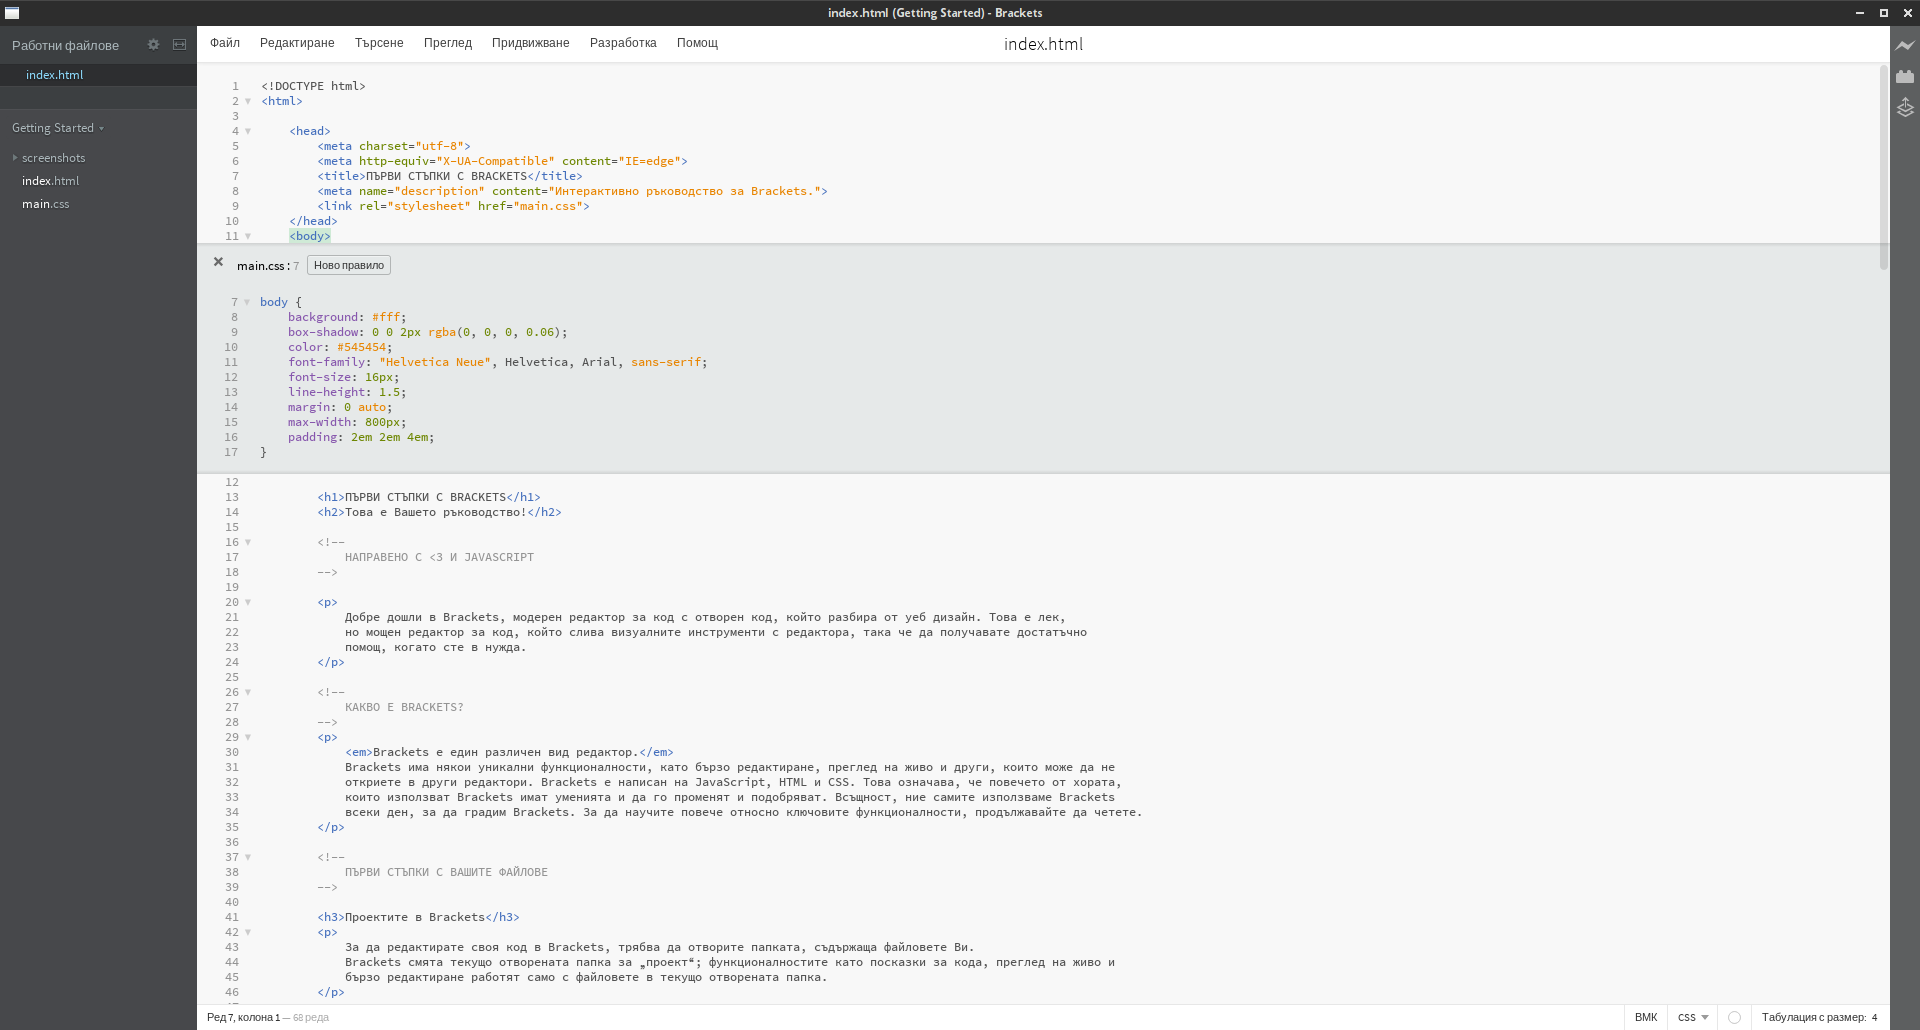 index.html (Getting Started) - Brackets
Работни файлове
index.html
Getting Started
screenshots
index.html
main.css
Файл Редактиране Търсене Преглед Придвижване Разработка Помощ
index.html
1 <!DOCTYPE html>
2 <html>
3
4 <head>
5 <meta charset="utf-8">
6 <meta http-equiv="X-UA-Compatible" content="IE=edge">
7 <title>ПЪРВИ СТЪПКИ С BRACKETS</title>
8 <meta name="description" content="Интерактивно ръководство за Brackets.">
9 <link rel="stylesheet" href="main.css">
10 </head>
11 <body>
× main.css : 7 Ново правило
7 body {
8 background: #fff;
9 box-shadow: 0 0 2px rgba(0, 0, 0, 0.06);
10 color: #545454;
11 font-family: "Helvetica Neue", Helvetica, Arial, sans-serif;
12 font-size: 16px;
13 line-height: 1.5;
14 margin: 0 auto;
15 max-width: 800px;
16 padding: 2em 2em 4em;
17 }
12
13 <h1>ПЪРВИ СТЪПКИ С BRACKETS</h1>
14 <h2>Това е Вашето ръководство!</h2>
15
16 <!--
17 НАПРАВЕНО С <3 И JAVASCRIPT
18 -->
19
20 <p>
21 Добре дошли в Brackets, модерен редактор за код с отворен код, който разбира от уеб дизайн. Това е лек,
22 но мощен редактор за код, който слива визуалните инструменти с редактора, така че да получавате достатъчно
23 помощ, когато сте в нужда.
24 </p>
25
26 <!--
27 КАКВО Е BRACKETS?
28 -->
29 <p>
30 <em>Brackets е един различен вид редактор.</em>
31 Brackets има някои уникални функционалности, като бързо редактиране, преглед на живо и други, които може да не
32 откриете в други редактори. Brackets е написан на JavaScript, HTML и CSS. Това означава, че повечето от хората,
33 които използват Brackets имат уменията и да го променят и подобряват. Всъщност, ние самите използваме Brackets
34 всеки ден, за да градим Brackets. За да научите повече относно ключовите функционалности, продължавайте да четете.
35 </p>
36
37 <!--
38 ПЪРВИ СТЪПКИ С ВАШИТЕ ФАЙЛОВЕ
39 -->
40
41 <h3>Проектите в Brackets</h3>
42 <p>
43 За да редактирате своя код в Brackets, трябва да отворите папката, съдържаща файловете Ви.
44 Brackets смята текущо отворената папка за „проект“; функционалностите като посказки за кода, преглед на живо и
45 бързо редактиране работят само с файловете в текущо отворената папка.
46 </p>
Ред 7, колона 1 — 68 реда
ВМК CSS Табулация с размер: 4